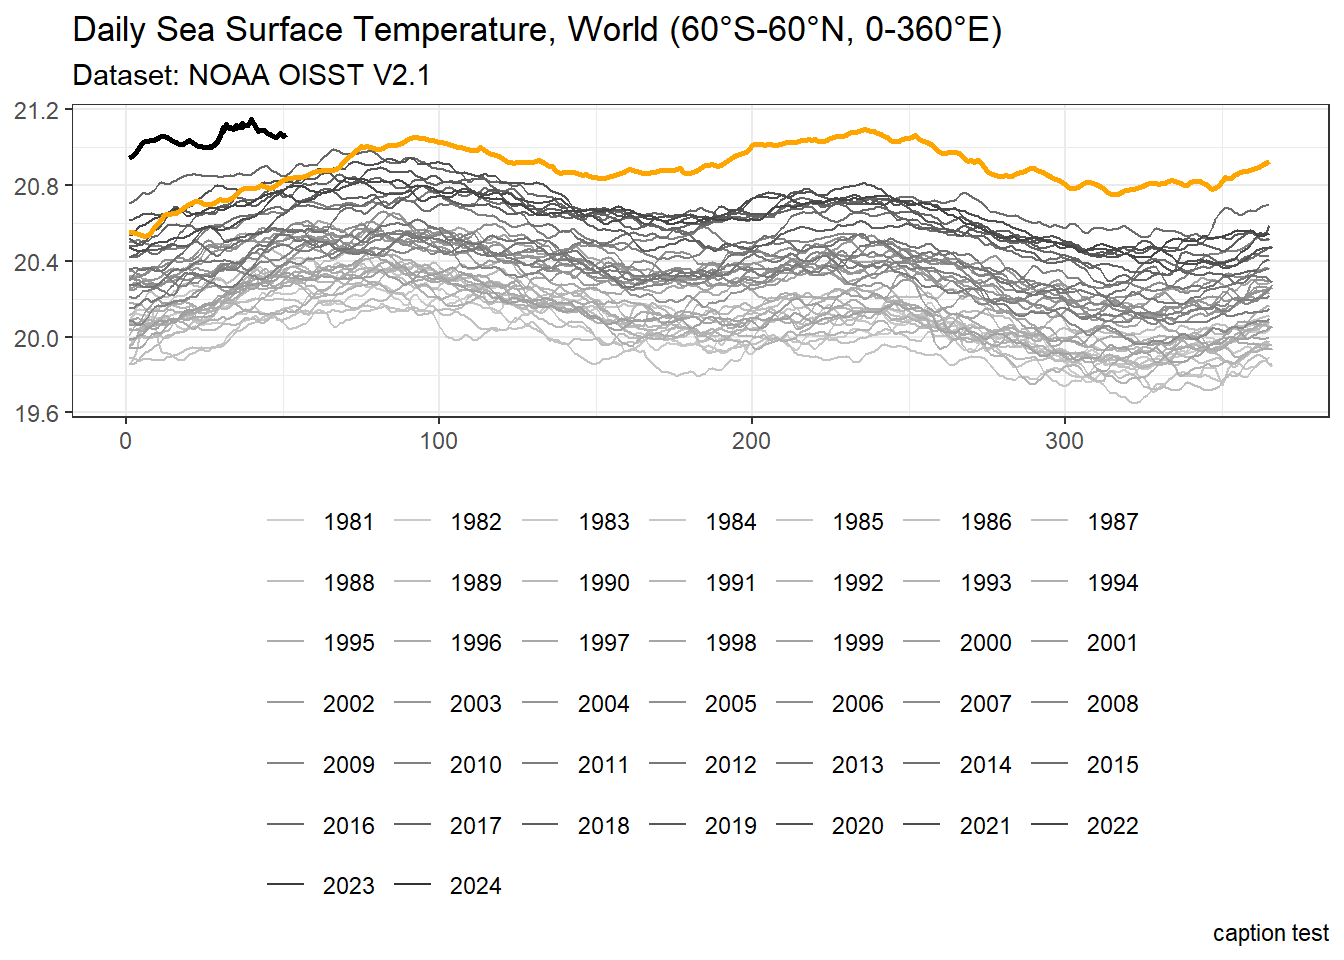 Daily Sea Surface Temperature, World (60°S-60°N, 0-360°E)
Dataset: NOAA OISST V2.1
21.2
20.8
20.4
20.0
19.6
0 100 200 300
1981 1982 1983 1984 1985 1986 1987
1988 1989 1990 1991 1992 1993 1994
1995 1996 1997 1998 1999 2000 2001
2002 2003 2004 2005 2006 2007 2008
2009 2010 2011 2012 2013 2014 2015
2016 2017 2018 2019 2020 2021 2022
2023 2024
caption test